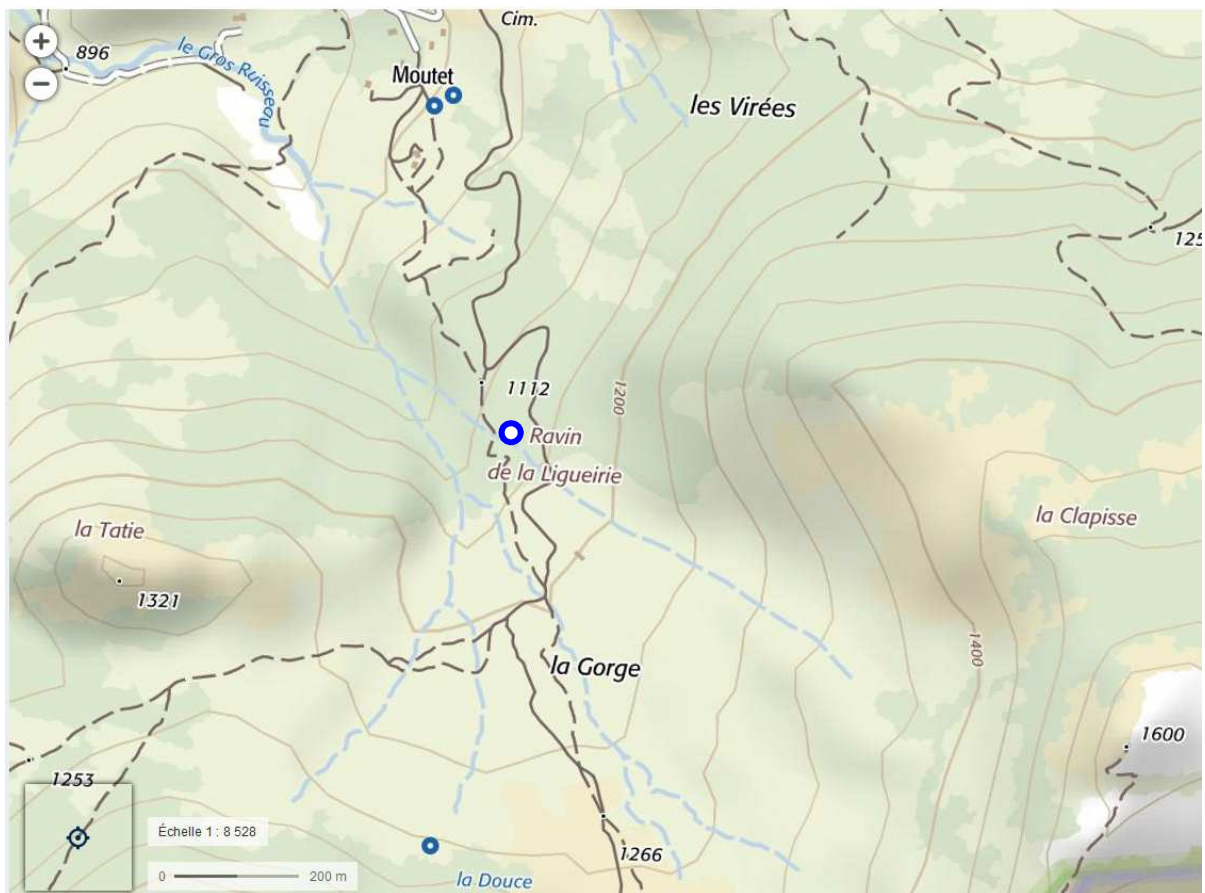 Cim.
+
896
le Gros Ruisseau
−
Moutet
les Virées
125
1112
1200
Ravin
de la Ligueirie
la Clapisse
la Tatie
1321
la Gorge
1400
1600
1253
Échelle 1 : 8 528
1266
0 200 m
la Douce